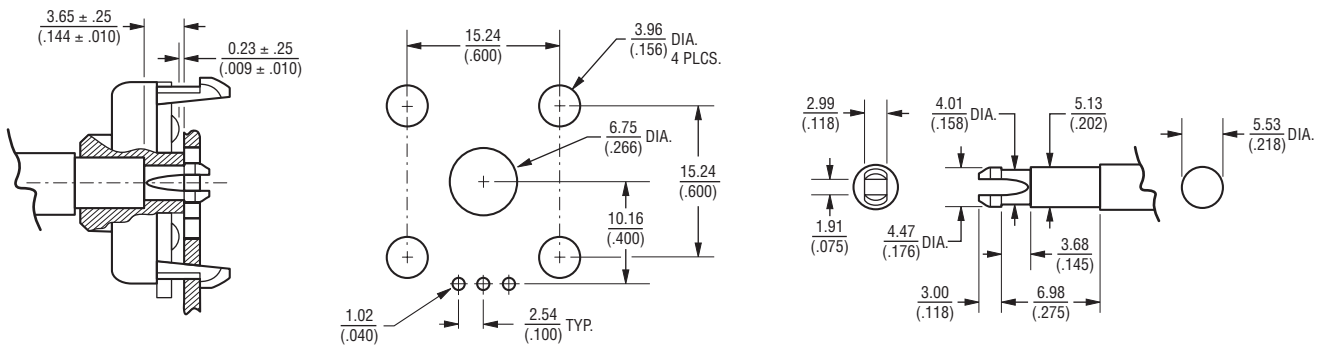 3.65 ± .25
(.144 ± .010)
0.23 ± .25
(.009 ± .010)
15.24
(.600)
3.96
(.156)
DIA.
4 PLCS.
6.75
(.266)
DIA.
15.24
(.600)
10.16
(.400)
1.02
(.040)
2.54
(.100)
TYP.
2.99
(.118)
1.91
(.075)
4.01
(.158)
DIA.
5.13
(.202)
5.53
(.218)
DIA.
4.47
(.176)
DIA.
3.68
(.145)
3.00
(.118)
6.98
(.275)